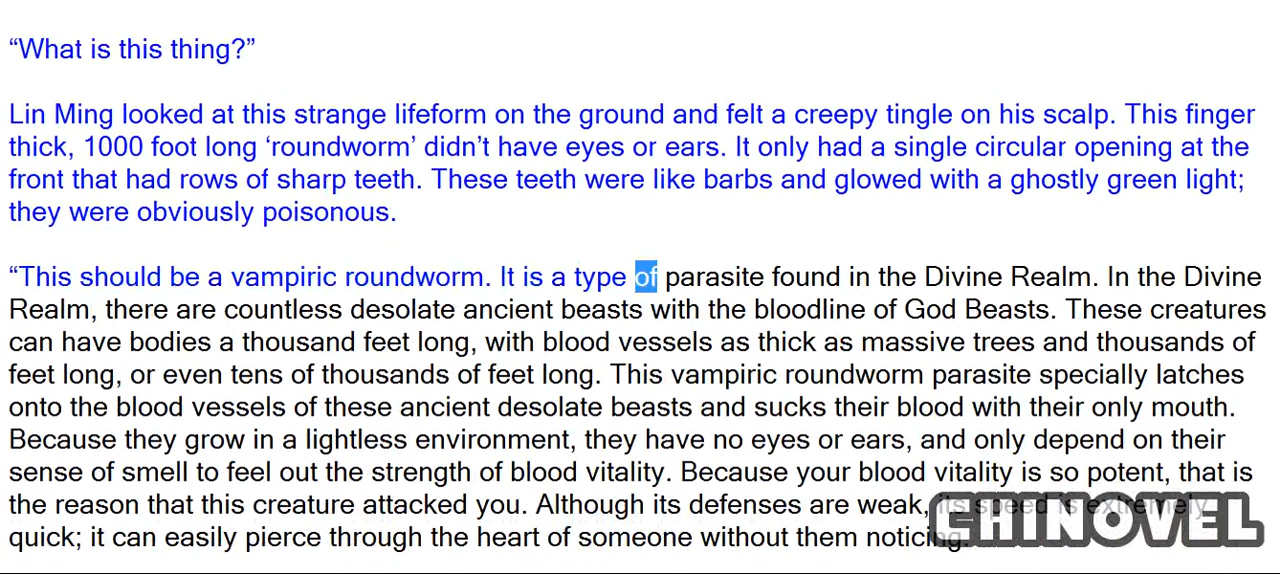 “What is this thing?”
Lin Ming looked at this strange lifeform on the ground and felt a creepy tingle on his scalp. This finger
thick, 1000 foot long ‘roundworm’ didn’t have eyes or ears. It only had a single circular opening at the
front that had rows of sharp teeth. These teeth were like barbs and glowed with a ghostly green light;
they were obviously poisonous.
“This should be a vampiric roundworm. It is a type of parasite found in the Divine Realm. In the Divine
Realm, there are countless desolate ancient beasts with the bloodline of God Beasts. These creatures
can have bodies a thousand feet long, with blood vessels as thick as massive trees and thousands of
feet long, or even tens of thousands of feet long. This vampiric roundworm parasite specially latches
onto the blood vessels of these ancient desolate beasts and sucks their blood with their only mouth.
Because they grow in a lightless environment, they have no eyes or ears, and only depend on their
sense of smell to feel out the strength of blood vitality. Because your blood vitality is so potent, that is
the reason that this creature attacked you. Although its defenses are weak, its speed is extremely
quick; it can easily pierce through the heart of someone without them noticing.
CHINOVEL